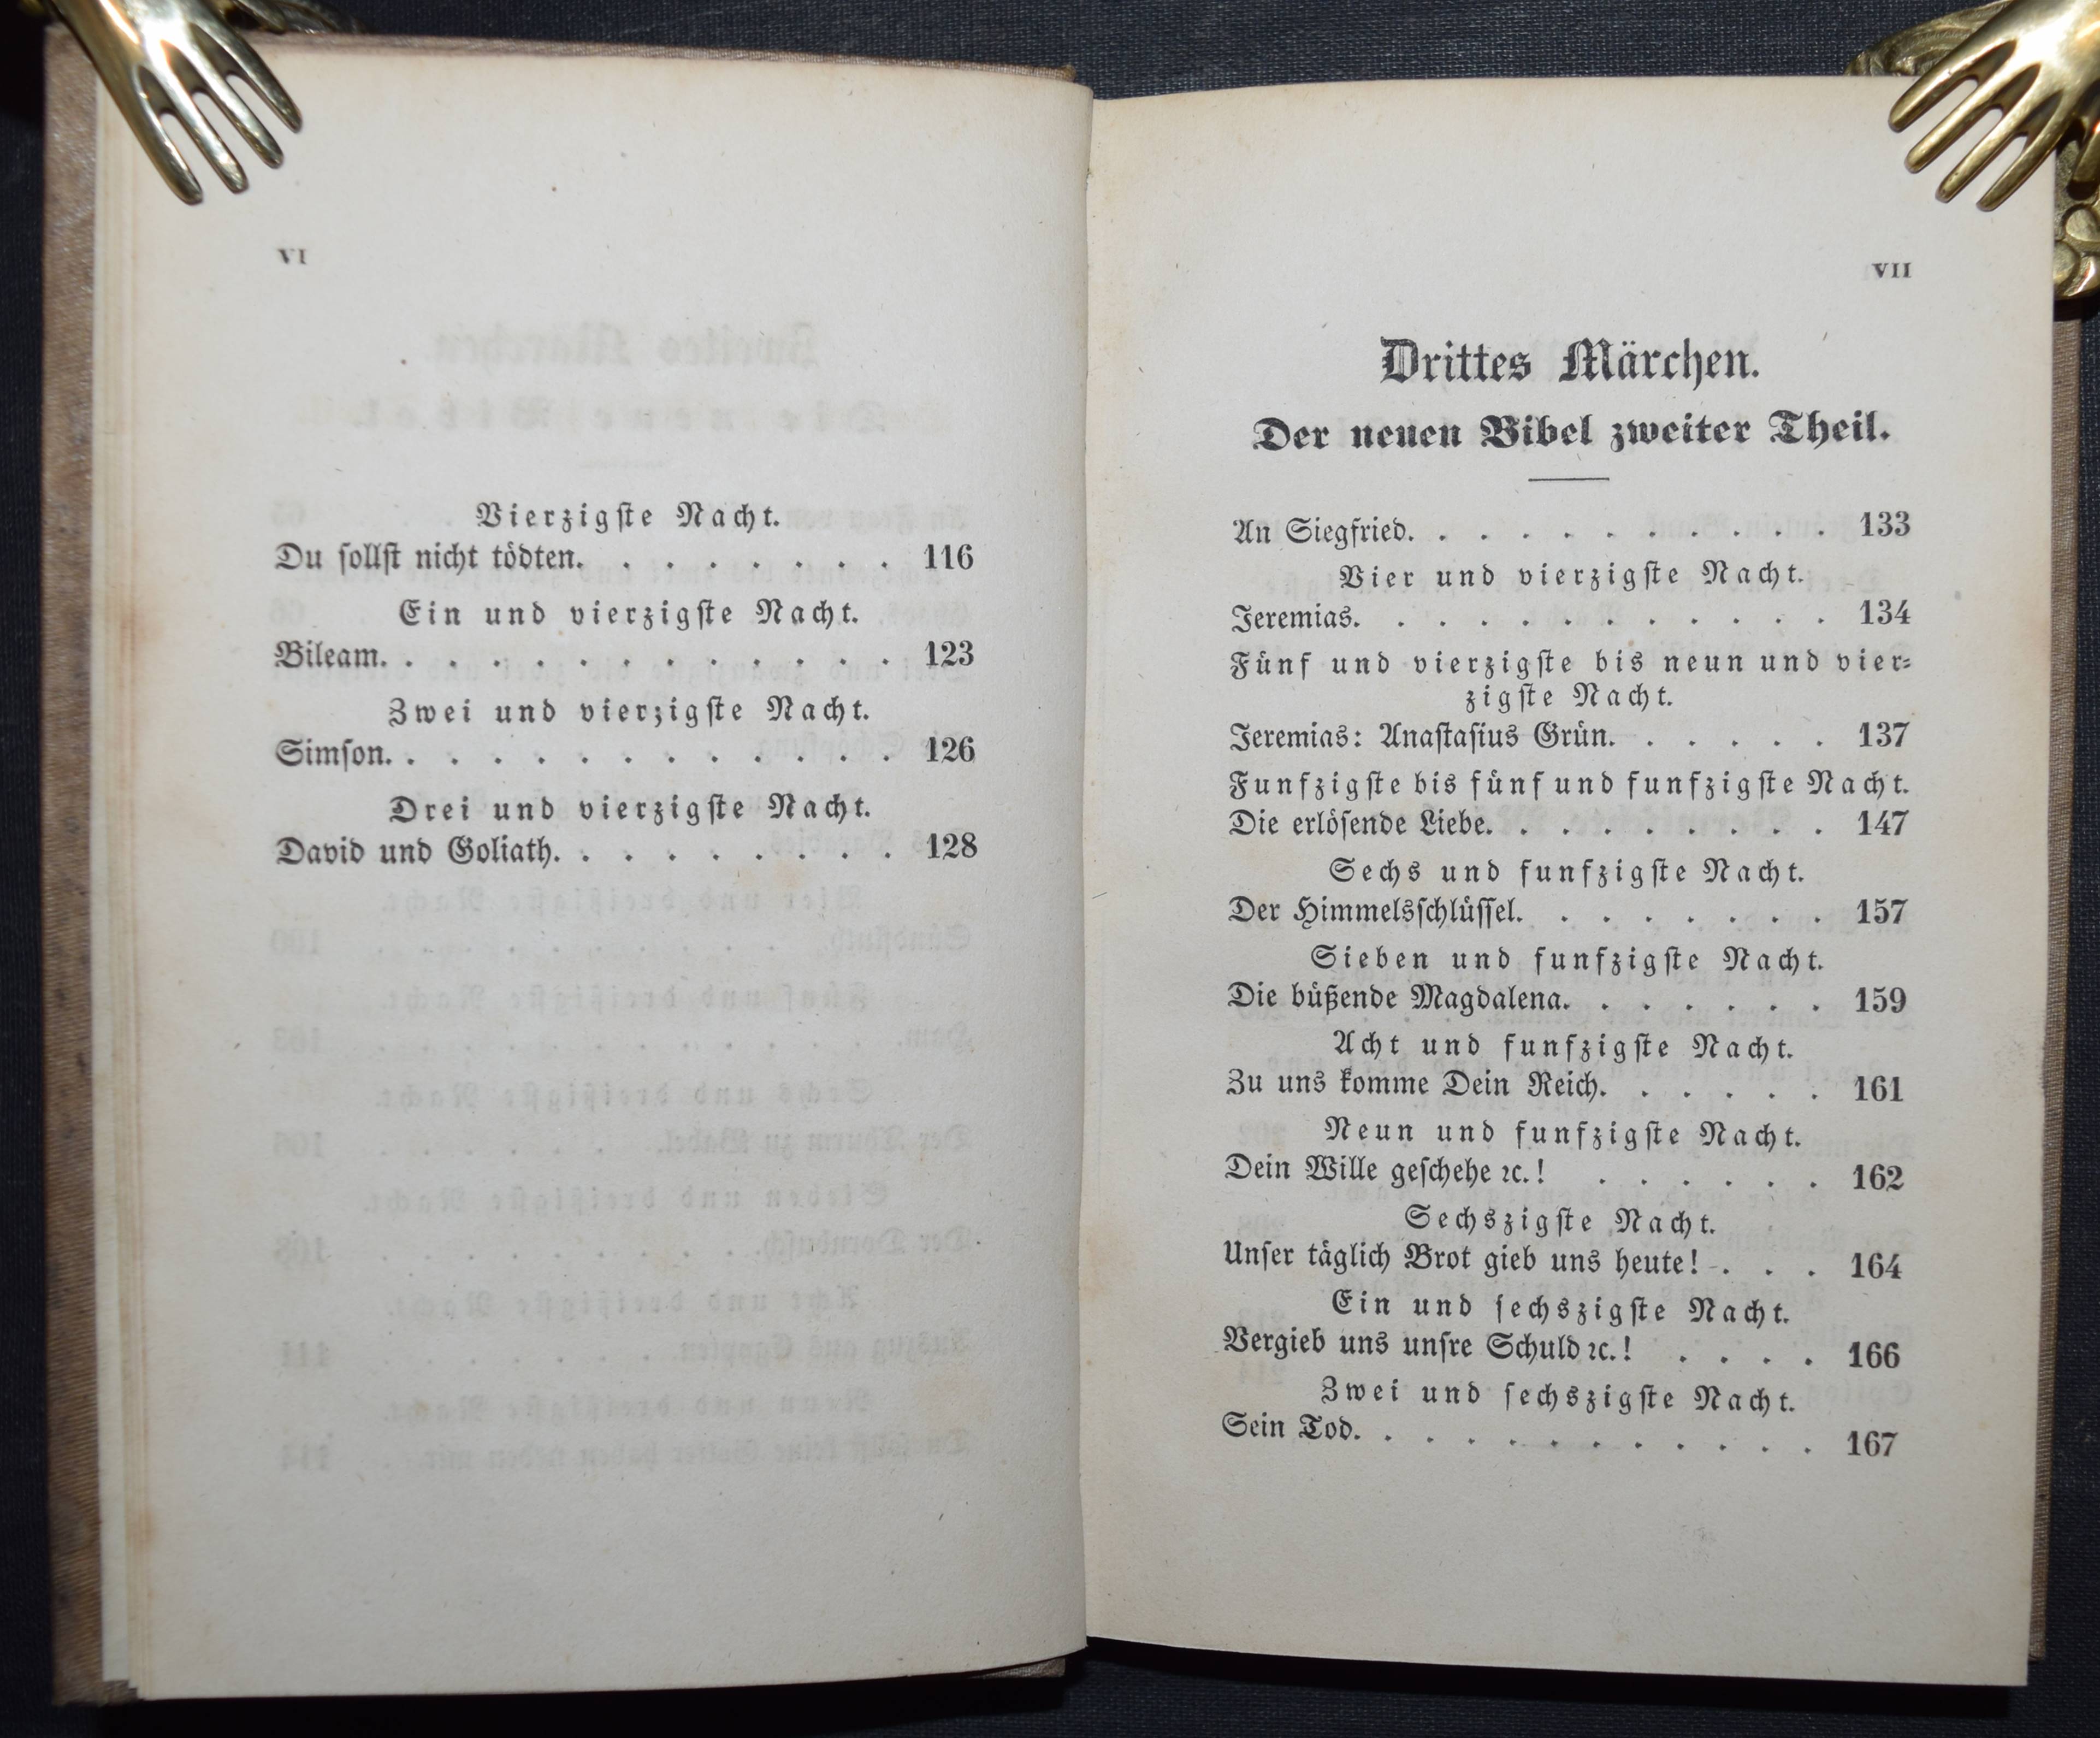 VI
Vierzigſte Nacht.
Du ſollſt nicht tödten. . . . . . . . 116
Ein und vierzigſte Nacht.
Bileam. . . . . . . . . . . . . 123
Zwei und vierzigſte Nacht.
Simſon. . . . . . . . . . . . . 126
Drei und vierzigſte Nacht.
David und Goliath. . . . . . . . . 128
VII
Drittes Märchen.
Der neuen Bibel zweiter Theil.
An Siegfried. . . . . . . . . . . 133
Vier und vierzigſte Nacht.
Jeremias. . . . . . . . . . . . 134
Fünf und vierzigſte bis neun und vier⸗
zigſte Nacht.
Jeremias: Anaſtaſius Grün. . . . . . 137
Funfzigſte bis fünf und funfzigſte Nacht.
Die erlöſende Liebe. . . . . . . . . 147
Sechs und funfzigſte Nacht.
Der Himmelsſchlüſſel. . . . . . . . 157
Sieben und funfzigſte Nacht.
Die büßende Magdalena. . . . . . . 159
Acht und funfzigſte Nacht.
Zu uns komme Dein Reich. . . . . . 161
Neun und funfzigſte Nacht.
Dein Wille geſchehe ꝛc.! . . . . . . 162
Sechszigſte Nacht.
Unſer täglich Brot gieb uns heute! . . . 164
Ein und ſechszigſte Nacht.
Vergieb uns unſre Schuld ꝛc.! . . . . 166
Zwei und ſechszigſte Nacht.
Sein Tod. . . . . . . . . . . . 167